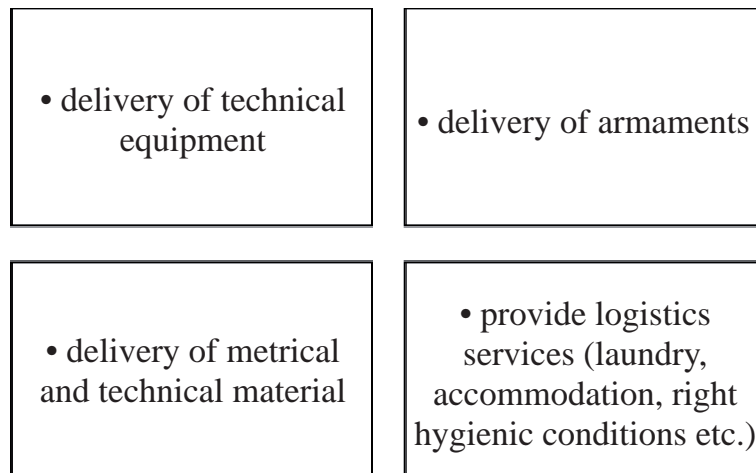 • delivery of technical
equipment
• delivery of armaments
• delivery of metrical
and technical material
• provide logistics
services (laundry,
accommodation, right
hygienic conditions etc.)